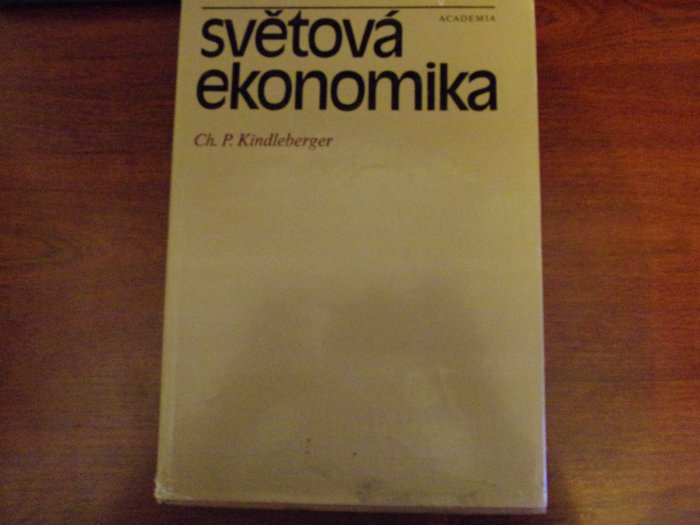 ACADEMIA
světová
ekonomika
Ch. P. Kindleberger